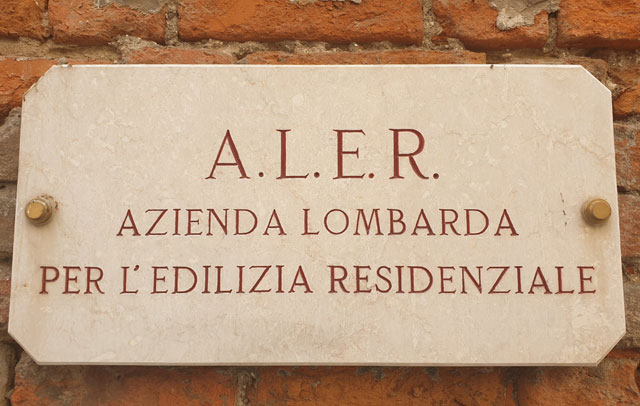 A.L.E.R.
AZIENDA LOMBARDA
PER L'EDILIZIA RESIDENZIALE